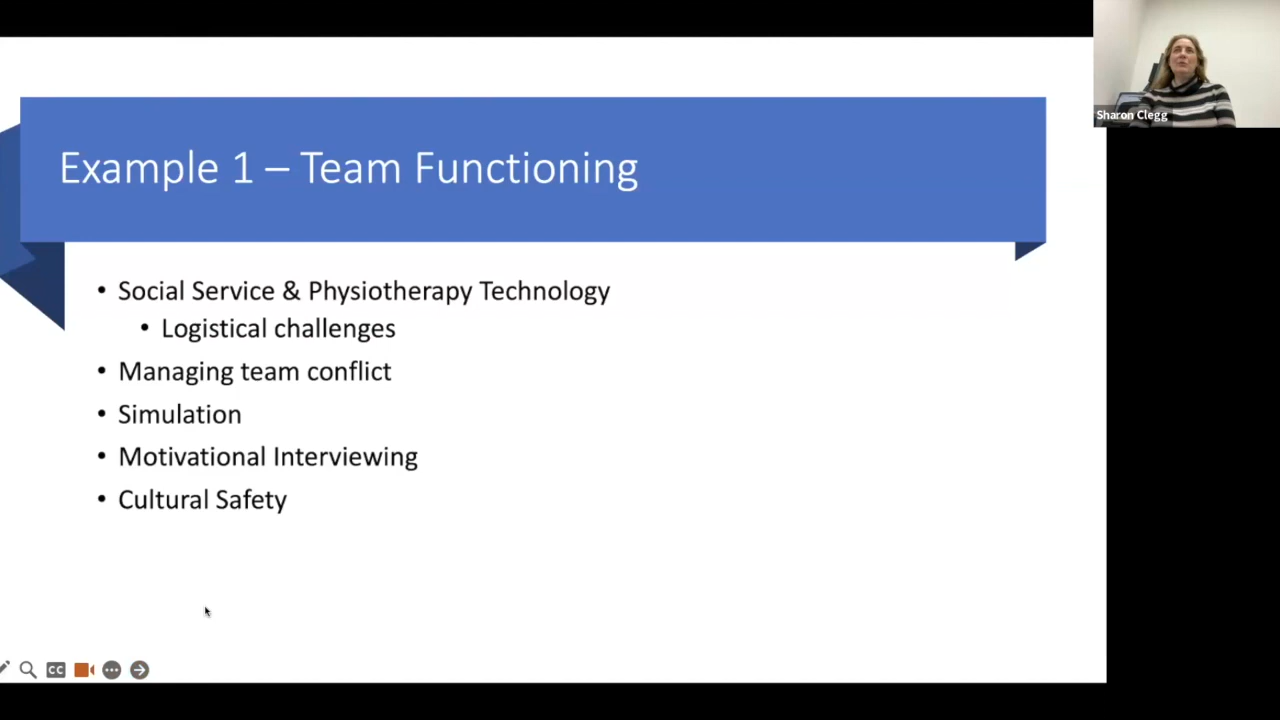 Sharon Clegg
Example 1 – Team Functioning
• Social Service & Physiotherapy Technology
• Logistical challenges
• Managing team conflict
• Simulation
• Motivational Interviewing
• Cultural Safety
CC